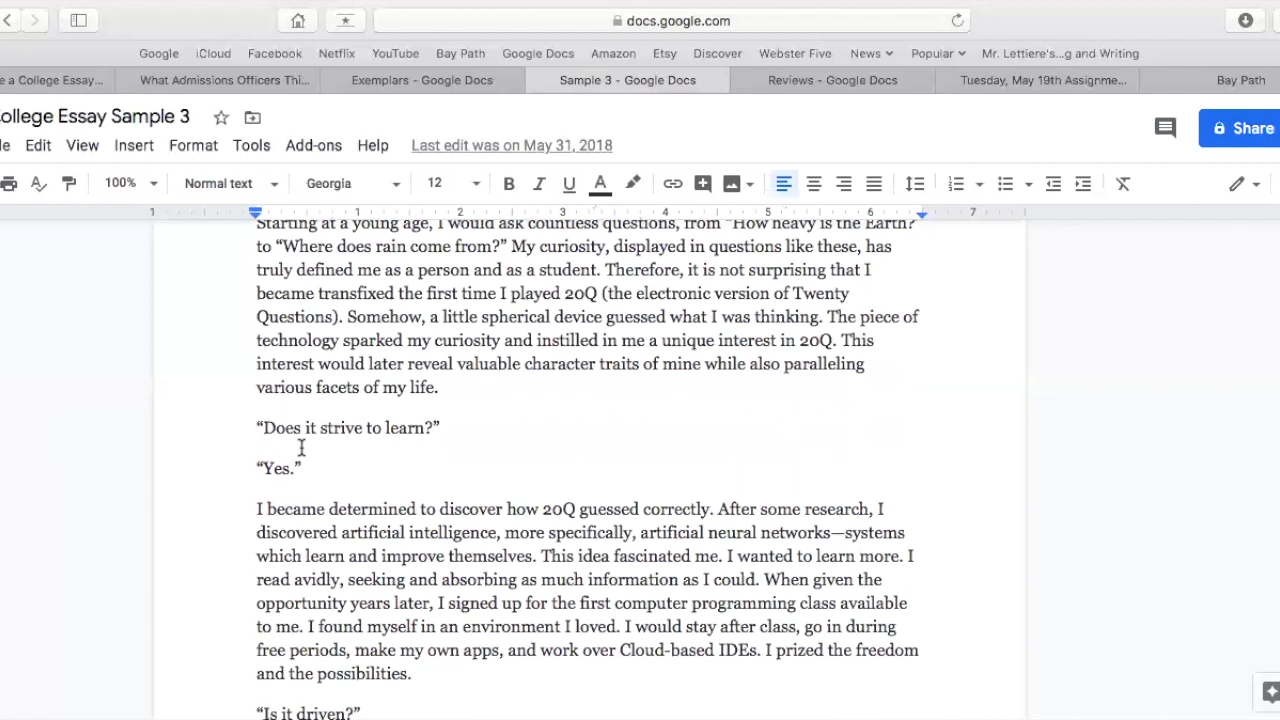 docs.google.com
Google iCloud Facebook Netflix YouTube Bay Path Google Docs Amazon Etsy Discover Webster Five News Popular Mr. Lettiere's...g and Writing
e a College Essay... What Admissions Officers Thi... Exemplars - Google Docs Sample 3 - Google Docs Reviews - Google Docs Tuesday, May 19th Assignme... Bay Path
ollege Essay Sample 3
le Edit View Insert Format Tools Add-ons Help Last edit was on May 31, 2018
Share
100% Normal text Georgia 12 B I U A
1 1 2 3 4 5 6 7
Starting at a young age, I would ask countless questions, from “How heavy is the Earth?
to “Where does rain come from?” My curiosity, displayed in questions like these, has
truly defined me as a person and as a student. Therefore, it is not surprising that I
became transfixed the first time I played 20Q (the electronic version of Twenty
Questions). Somehow, a little spherical device guessed what I was thinking. The piece of
technology sparked my curiosity and instilled in me a unique interest in 20Q. This
interest would later reveal valuable character traits of mine while also paralleling
various facets of my life.
“Does it strive to learn?”
“Yes.”
I became determined to discover how 20Q guessed correctly. After some research, I
discovered artificial intelligence, more specifically, artificial neural networks—systems
which learn and improve themselves. This idea fascinated me. I wanted to learn more. I
read avidly, seeking and absorbing as much information as I could. When given the
opportunity years later, I signed up for the first computer programming class available
to me. I found myself in an environment I loved. I would stay after class, go in during
free periods, make my own apps, and work over Cloud-based IDEs. I prized the freedom
and the possibilities.
“Is it driven?”